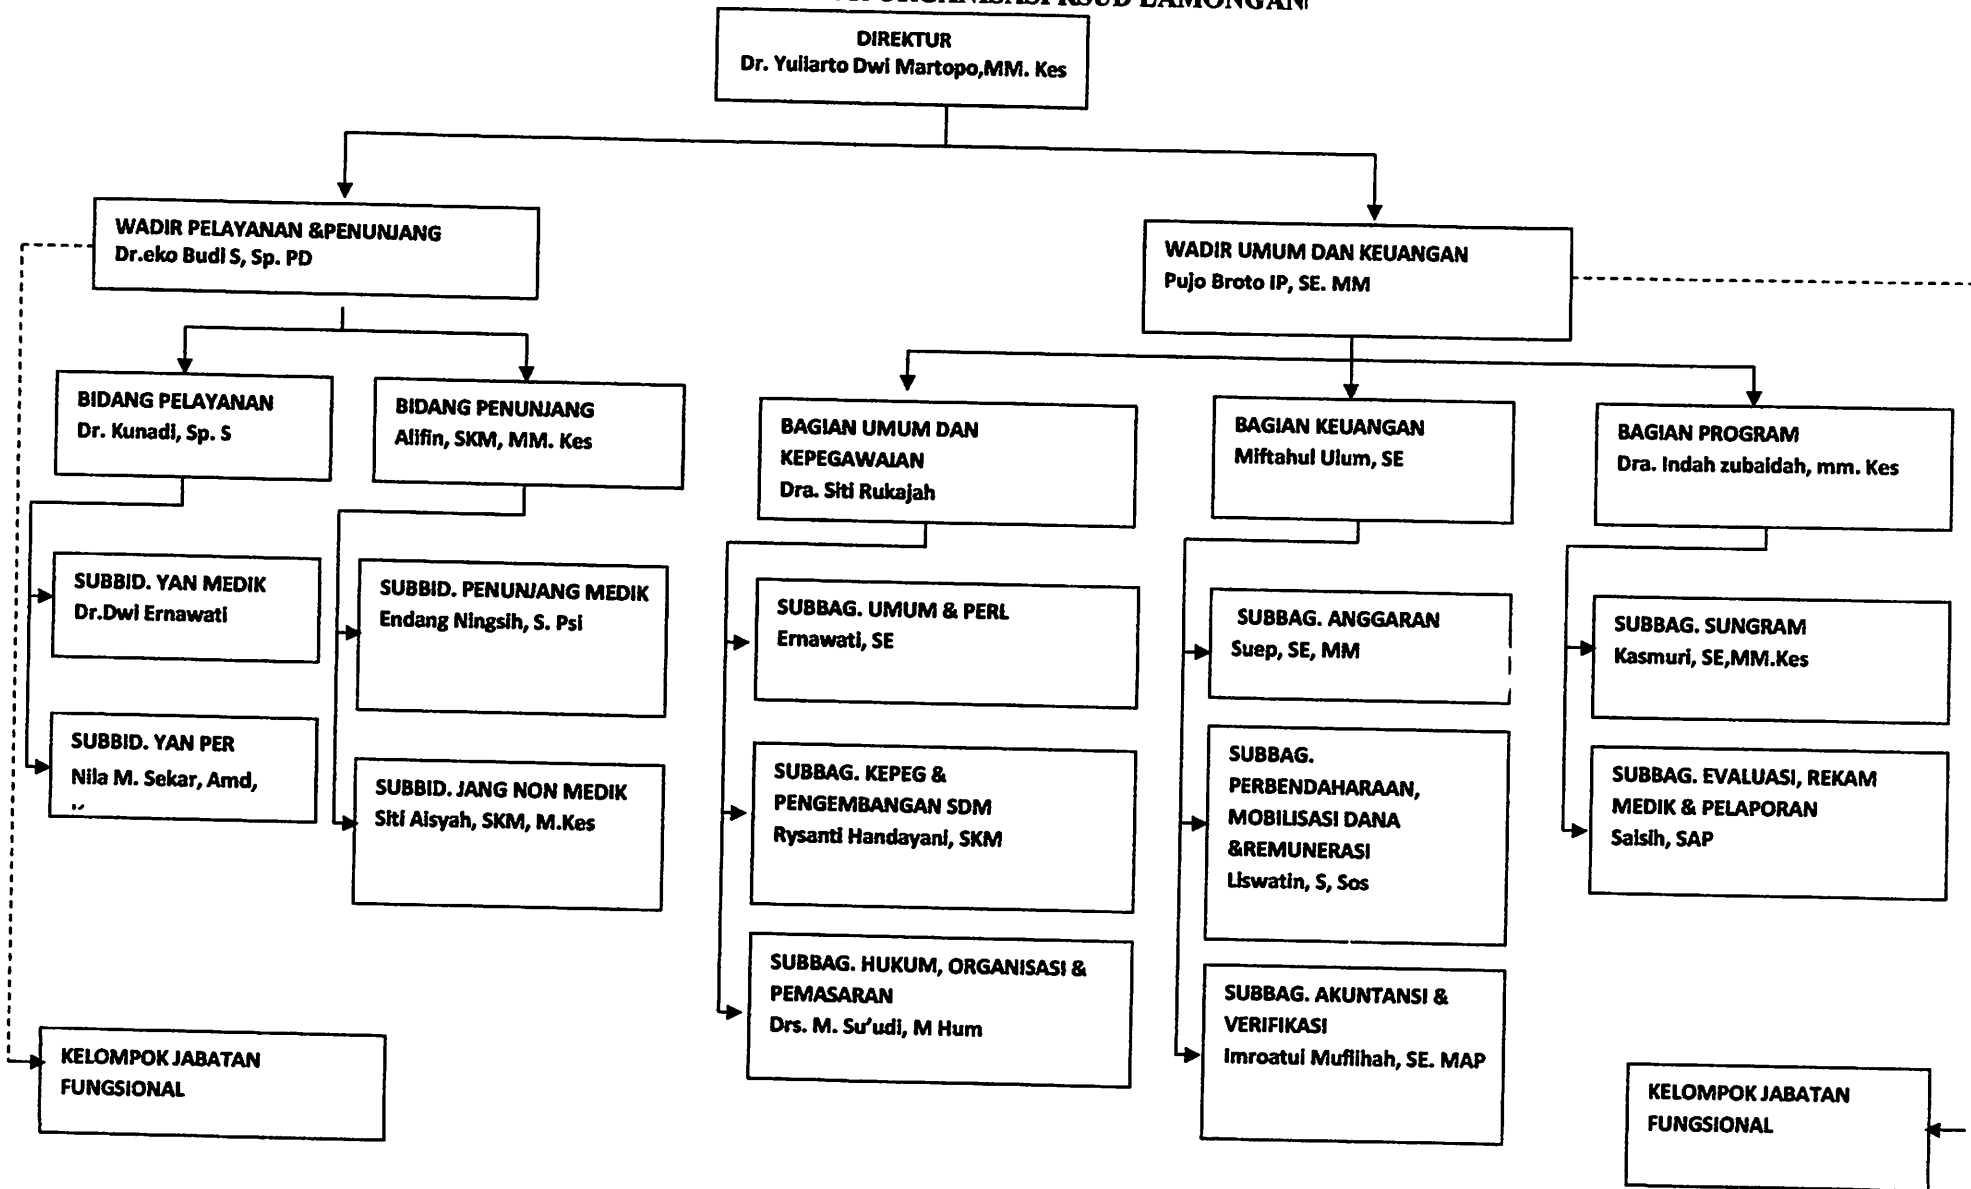 ORGANISASI RSUD LAMONGAN
DIREKTUR
Dr. Yuliarto Dwi Martopo,MM. Kes
WADIR PELAYANAN &PENUNJANG
Dr.eko Budi S, Sp. PD
WADIR UMUM DAN KEUANGAN
Pujo Broto IP, SE. MM
BIDANG PELAYANAN
Dr. Kunadi, Sp. S
BIDANG PENUNJANG
Alifin, SKM, MM. Kes
BAGIAN UMUM DAN
KEPEGAWAIAN
Dra. Siti Rukajah
BAGIAN KEUANGAN
Miftahul Ulum, SE
BAGIAN PROGRAM
Dra. Indah zubaidah, mm. Kes
SUBBID. YAN MEDIK
Dr.Dwi Ernawati
SUBBID. PENUNJANG MEDIK
Endang Ningsih, S. Psi
SUBBAG. UMUM & PERL
Ernawati, SE
SUBBAG. ANGGARAN
Suep, SE, MM
SUBBAG. SUNGRAM
Kasmuri, SE,MM.Kes
SUBBID. YAN PER
Nila M. Sekar, Amd,
SUBBID. JANG NON MEDIK
Siti Aisyah, SKM, M.Kes
SUBBAG. KEPEG &
PENGEMBANGAN SDM
Rysanti Handayani, SKM
SUBBAG.
PERBENDAHARAAN,
MOBILISASI DANA
&REMUNERASI
Liswatin, S, Sos
SUBBAG. EVALUASI, REKAM
MEDIK & PELAPORAN
Saisih, SAP
SUBBAG. HUKUM, ORGANISASI &
PEMASARAN
Drs. M. Su'udi, M Hum
SUBBAG. AKUNTANSI &
VERIFIKASI
Imroatul Muflihah, SE. MAP
KELOMPOK JABATAN
FUNGSIONAL
KELOMPOK JABATAN
FUNGSIONAL